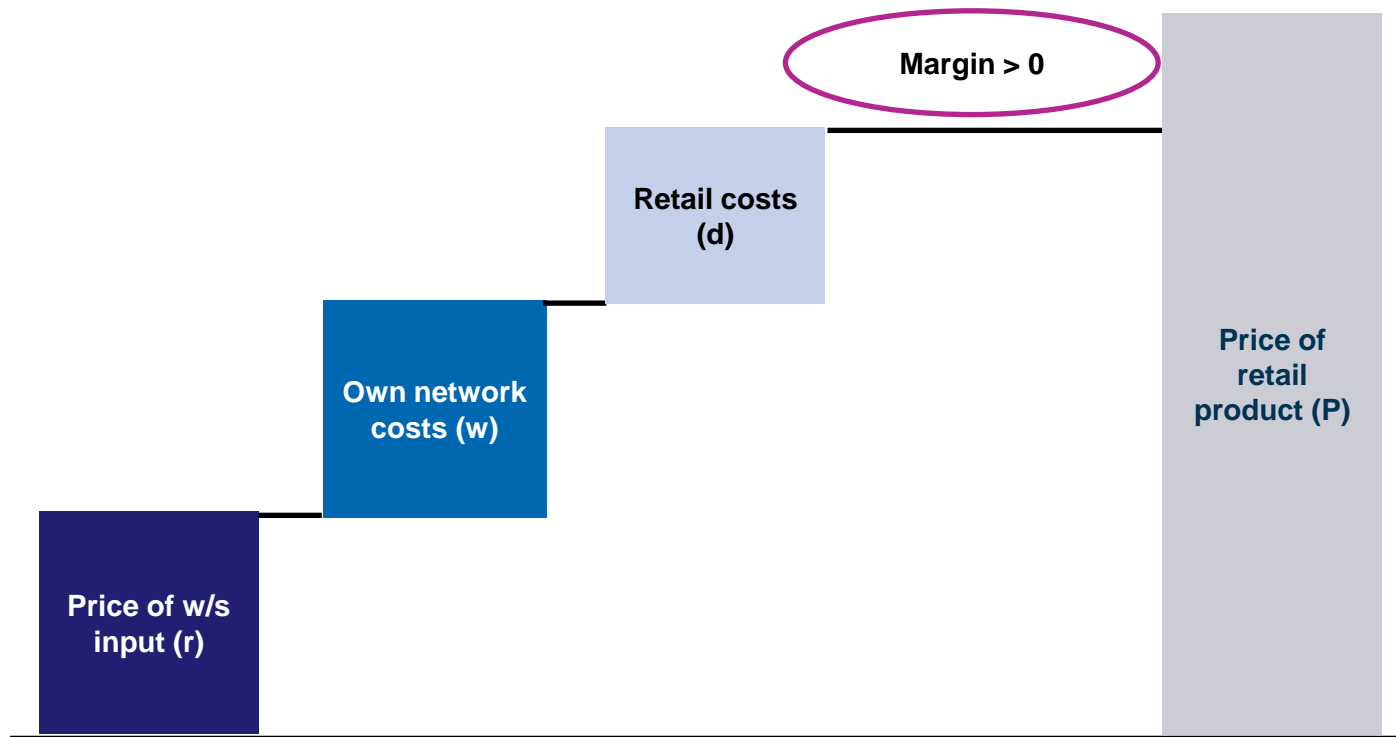 Margin > 0
Retail costs
(d)
Own network
costs (w)
Price of w/s
input (r)
Price of
retail
product (P)